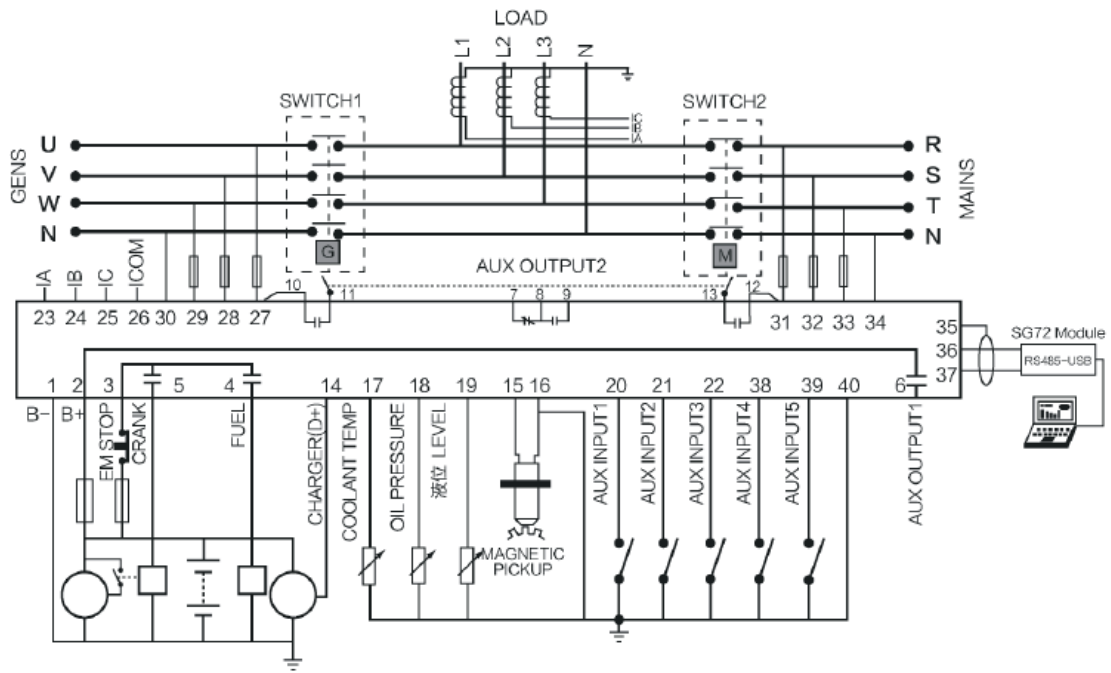 LOAD
L1 L2 L3 N
SWITCH1 SWITCH2
IC
IB
IA
GENS MAINS
U R
V S
W T
N N
G M
AUX OUTPUT2
IA IB IC ICOM 10 11 7 8 9 13 12
23 24 25 26 30 29 28 27 31 32 33 34
35
36
37
SG72 Module
RS485-USB
1 2 3 5 4 14 17 18 19 15 16 20 21 22 38 39 40 6
B- B+ EM STOP CRANK FUEL CHARGER(D+) COOLANT TEMP OIL PRESSURE 液位 LEVEL AUX INPUT1 AUX INPUT2 AUX INPUT3 AUX INPUT4 AUX INPUT5 AUX OUTPUT1
MAGNETIC
PICKUP